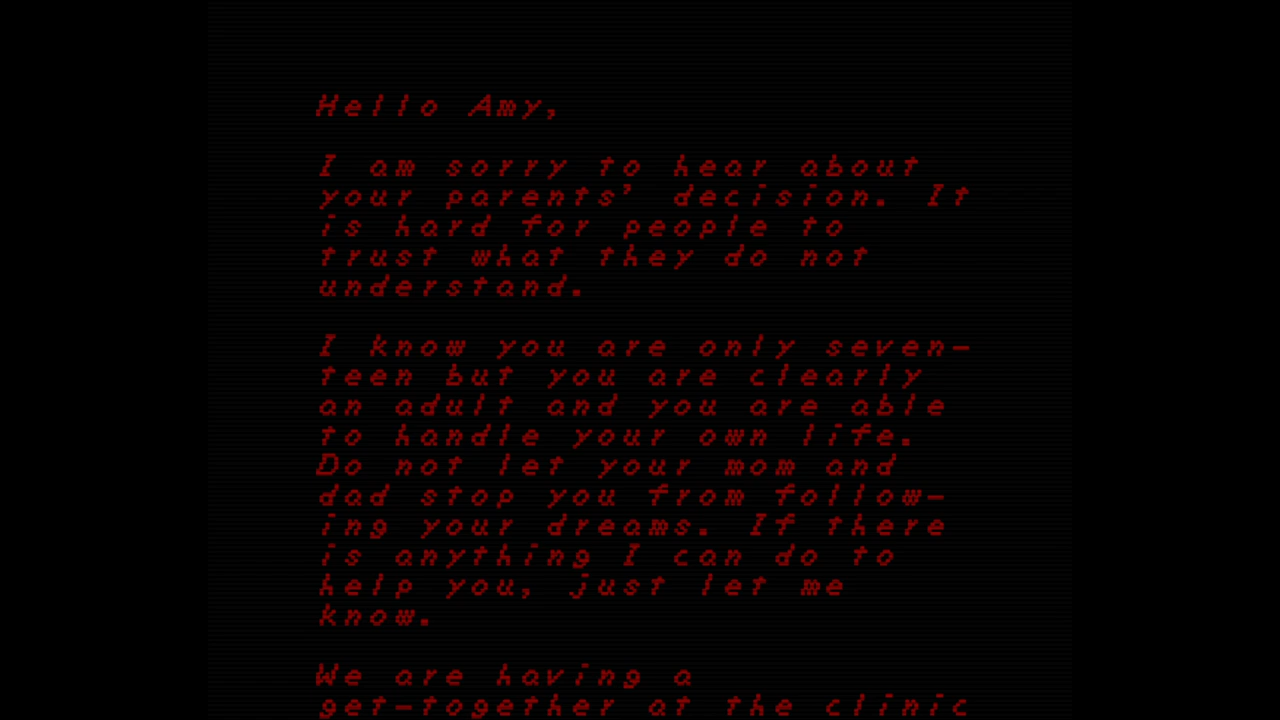 Hello Amy,
I am sorry to hear about
your parents' decision. It
is hard for people to
trust what they do not
understand.
I know you are only seven-
teen but you are clearly
an adult and you are able
to handle your own life.
Do not let your mom and
dad stop you from follow-
ing your dreams. If there
is anything I can do to
help you, just let me
know.
We are having a
get-together at the clinic